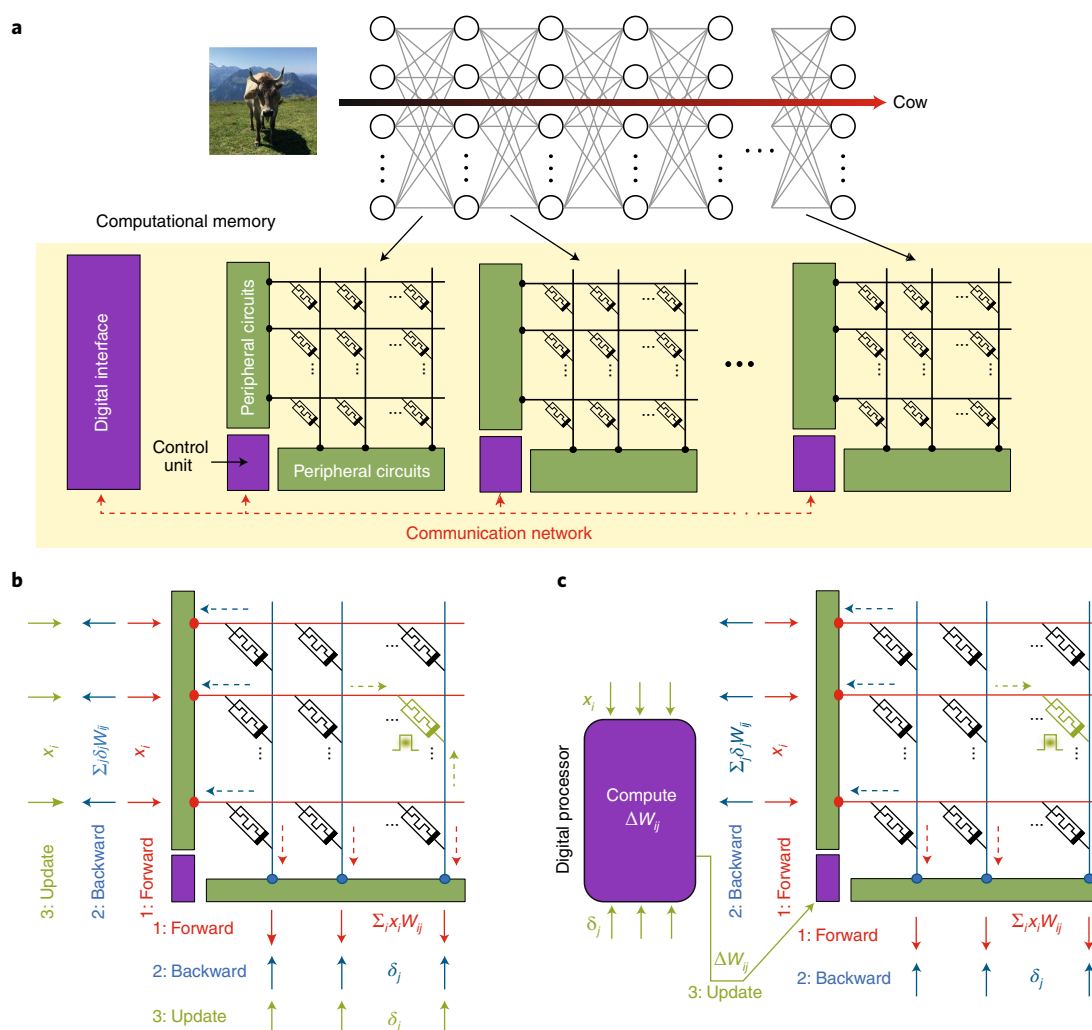 a
Cow
Computational memory
Digital interface
Peripheral circuits
Control
unit
Peripheral circuits
Communication network
b
x_i
Σ_jδ_jW_ij
x_i
3: Update
2: Backward
1: Forward
1: Forward
Σ_ix_iW_ij
2: Backward
δ_j
3: Update
δ_j
c
x_i
Digital processor
Compute
ΔW_ij
δ_j
ΔW_ij
3: Update
Σ_jδ_jW_ij
x_i
2: Backward
1: Forward
1: Forward
Σ_ix_iW_ij
2: Backward
δ_j